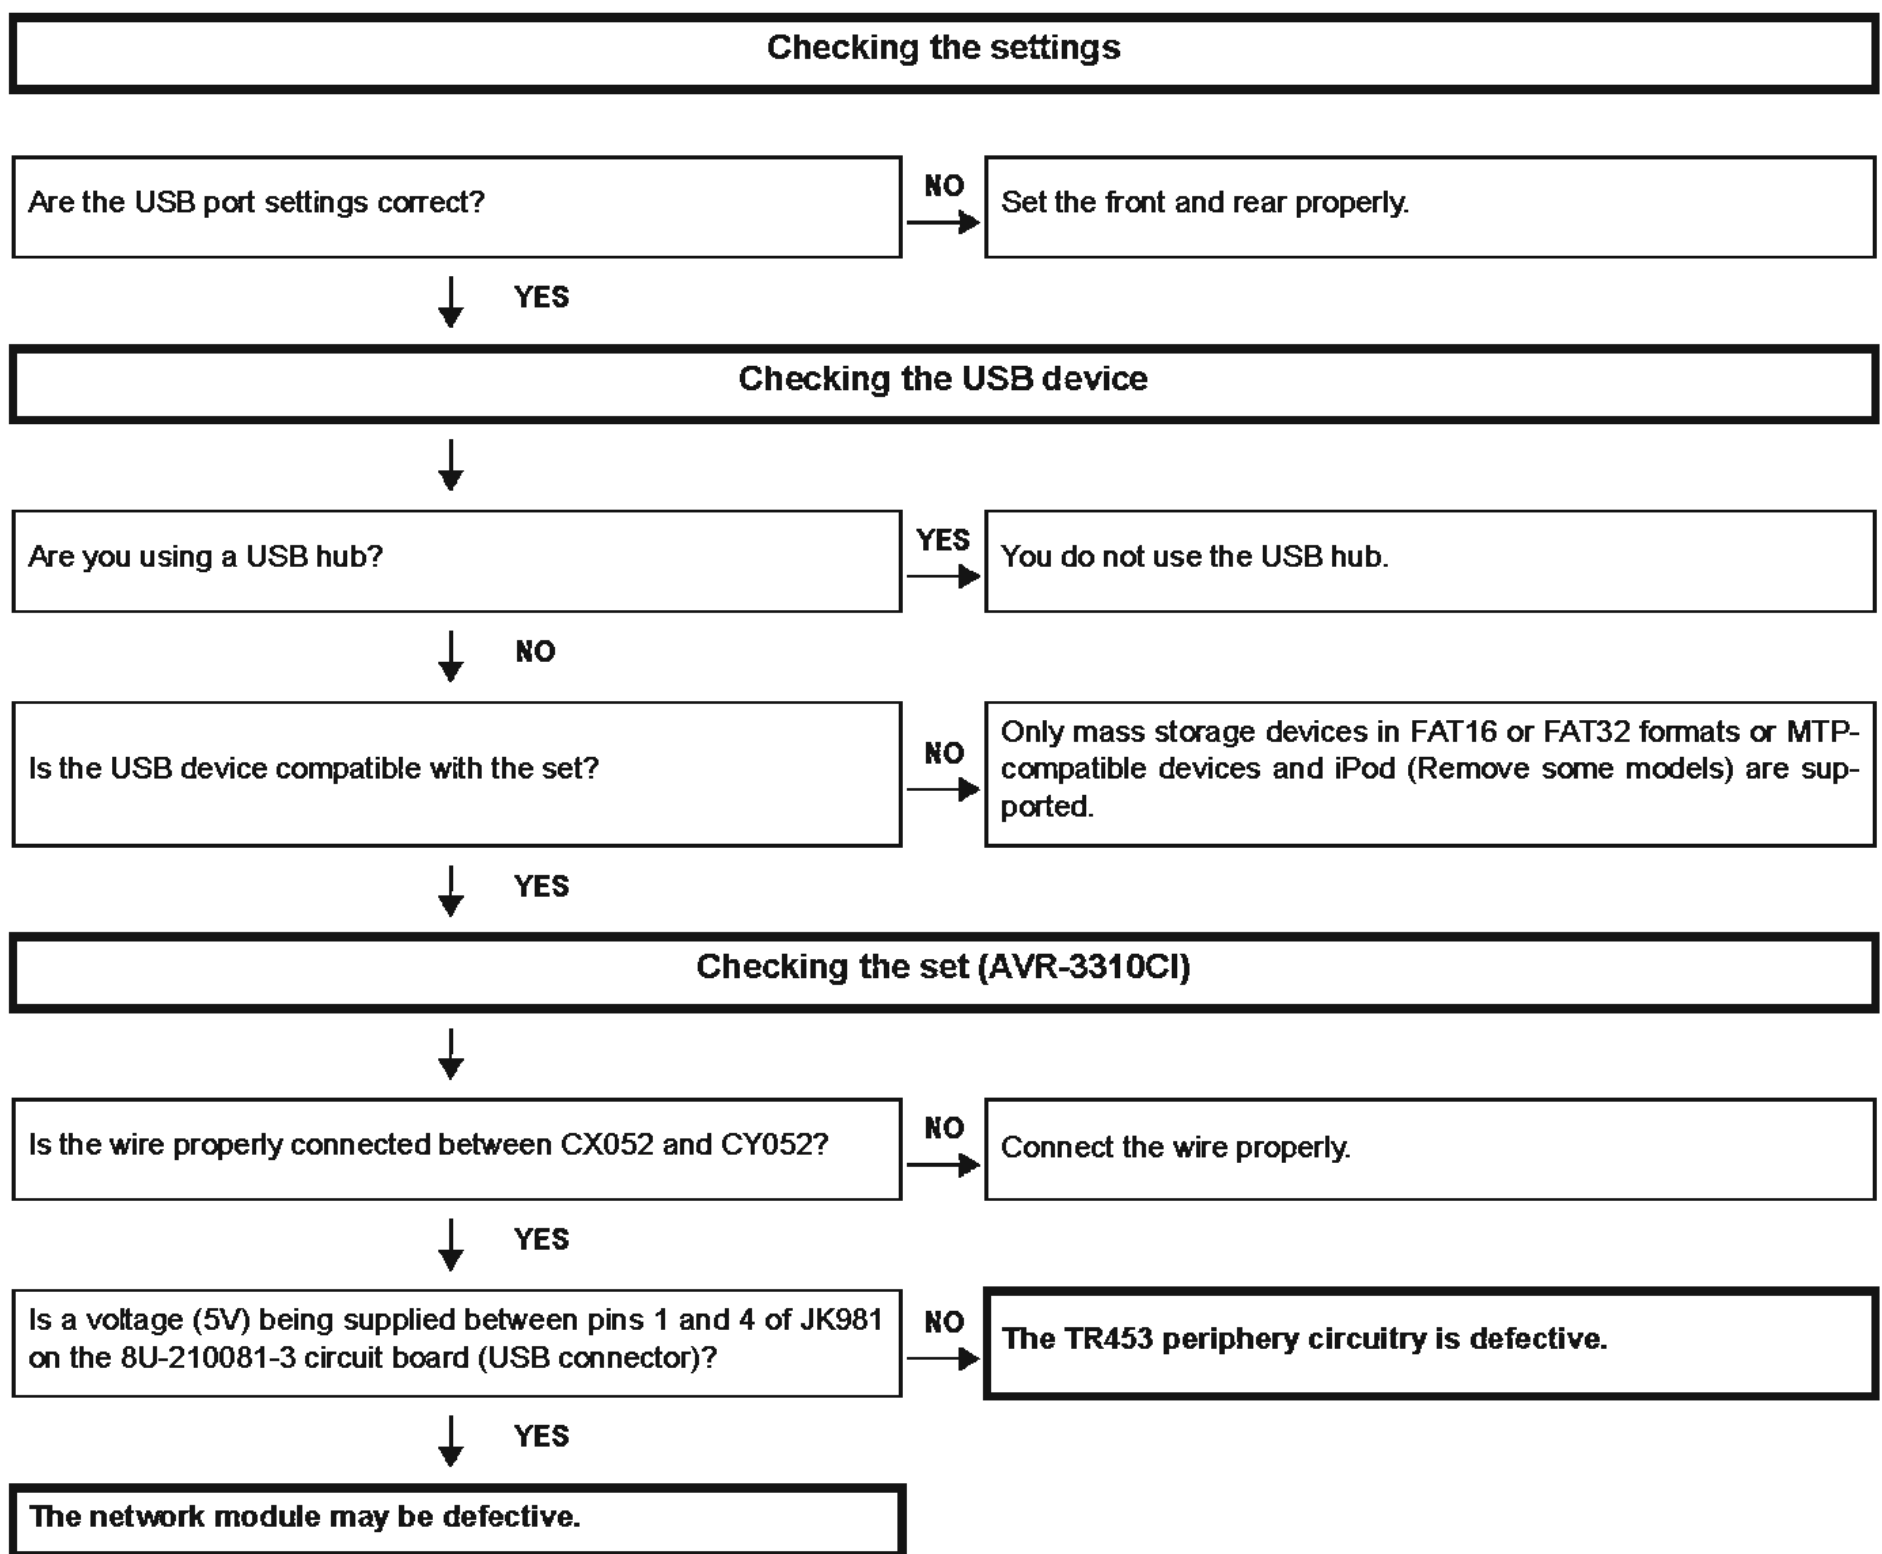 Checking the settings
Are the USB port settings correct?
NO
Set the front and rear properly.
YES
Checking the USB device
Are you using a USB hub?
YES
You do not use the USB hub.
NO
Is the USB device compatible with the set?
NO
Only mass storage devices in FAT16 or FAT32 formats or MTP-
compatible devices and iPod (Remove some models) are sup-
ported.
YES
Checking the set (AVR-3310CI)
Is the wire properly connected between CX052 and CY052?
NO
Connect the wire properly.
YES
Is a voltage (5V) being supplied between pins 1 and 4 of JK981
on the 8U-210081-3 circuit board (USB connector)?
NO
The TR453 periphery circuitry is defective.
YES
The network module may be defective.